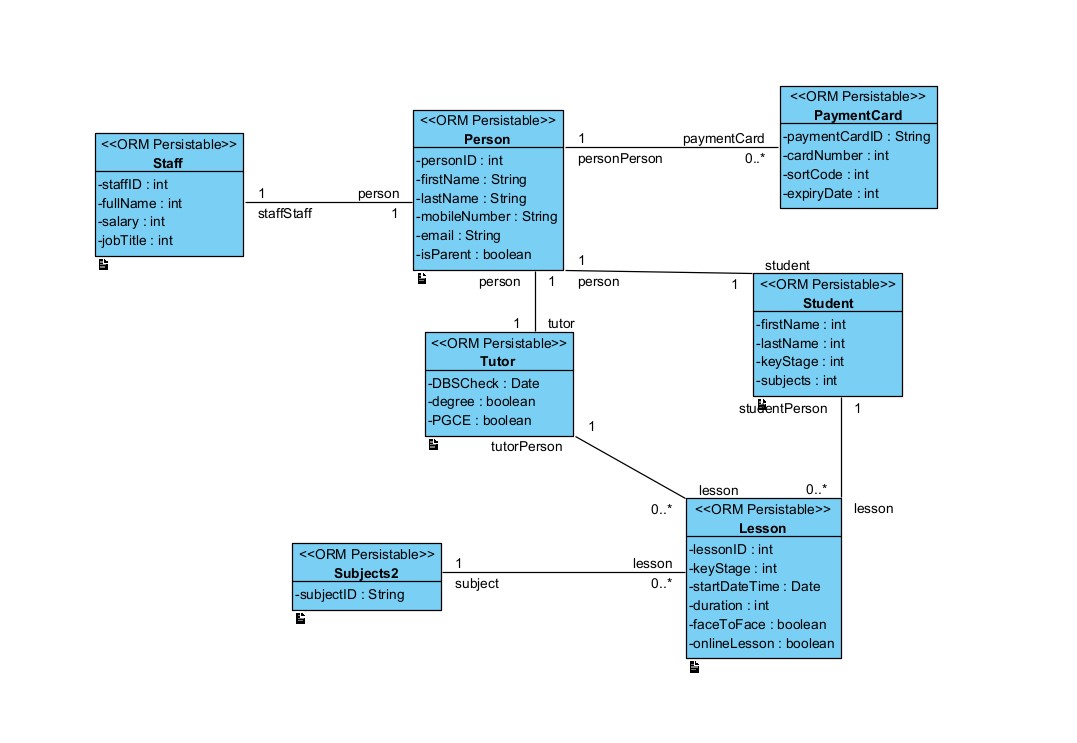 <<ORM Persistable>>
PaymentCard
-paymentCardID : String
-cardNumber : int
-sortCode : int
-expiryDate : int
<<ORM Persistable>>
Person
-personID : int
-firstName : String
-lastName : String
-mobileNumber : String
-email : String
-isParent : boolean
1
paymentCard
personPerson
0..*
<<ORM Persistable>>
Staff
-staffID : int
-fullName : int
-salary : int
-jobTitle : int
1
person
staffStaff
1
1
student
person
1
person
1
1
tutor
<<ORM Persistable>>
Student
-firstName : int
-lastName : int
-keyStage : int
-subjects : int
<<ORM Persistable>>
Tutor
-DBSCheck : Date
-degree : boolean
-PGCE : boolean
studentPerson
1
1
tutorPerson
lesson
0..*
0..*
lesson
<<ORM Persistable>>
Lesson
-lessonID : int
-keyStage : int
-startDateTime : Date
-duration : int
-faceToFace : boolean
-onlineLesson : boolean
<<ORM Persistable>>
Subjects2
-subjectID : String
1
lesson
subject
0..*